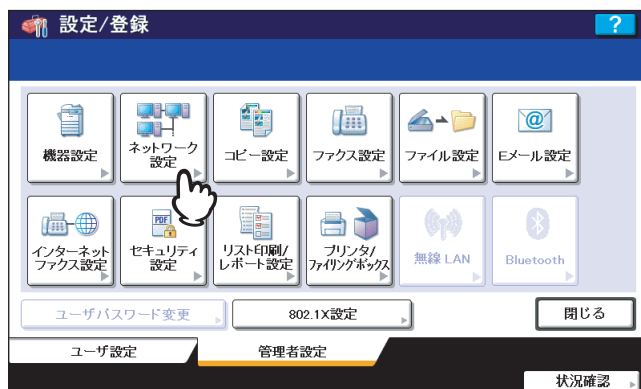 設定/登録
?
機器設定
ネットワーク
設定
コピー設定
ファクス設定
ファイル設定
Eメール設定
@
インターネット
ファクス設定
PDF
セキュリティ
設定
リスト印刷/
レポート設定
プリンタ/
ファイリングボックス
無線 LAN
Bluetooth
ユーザパスワード変更
802.1X設定
閉じる
ユーザ設定
管理者設定
状況確認